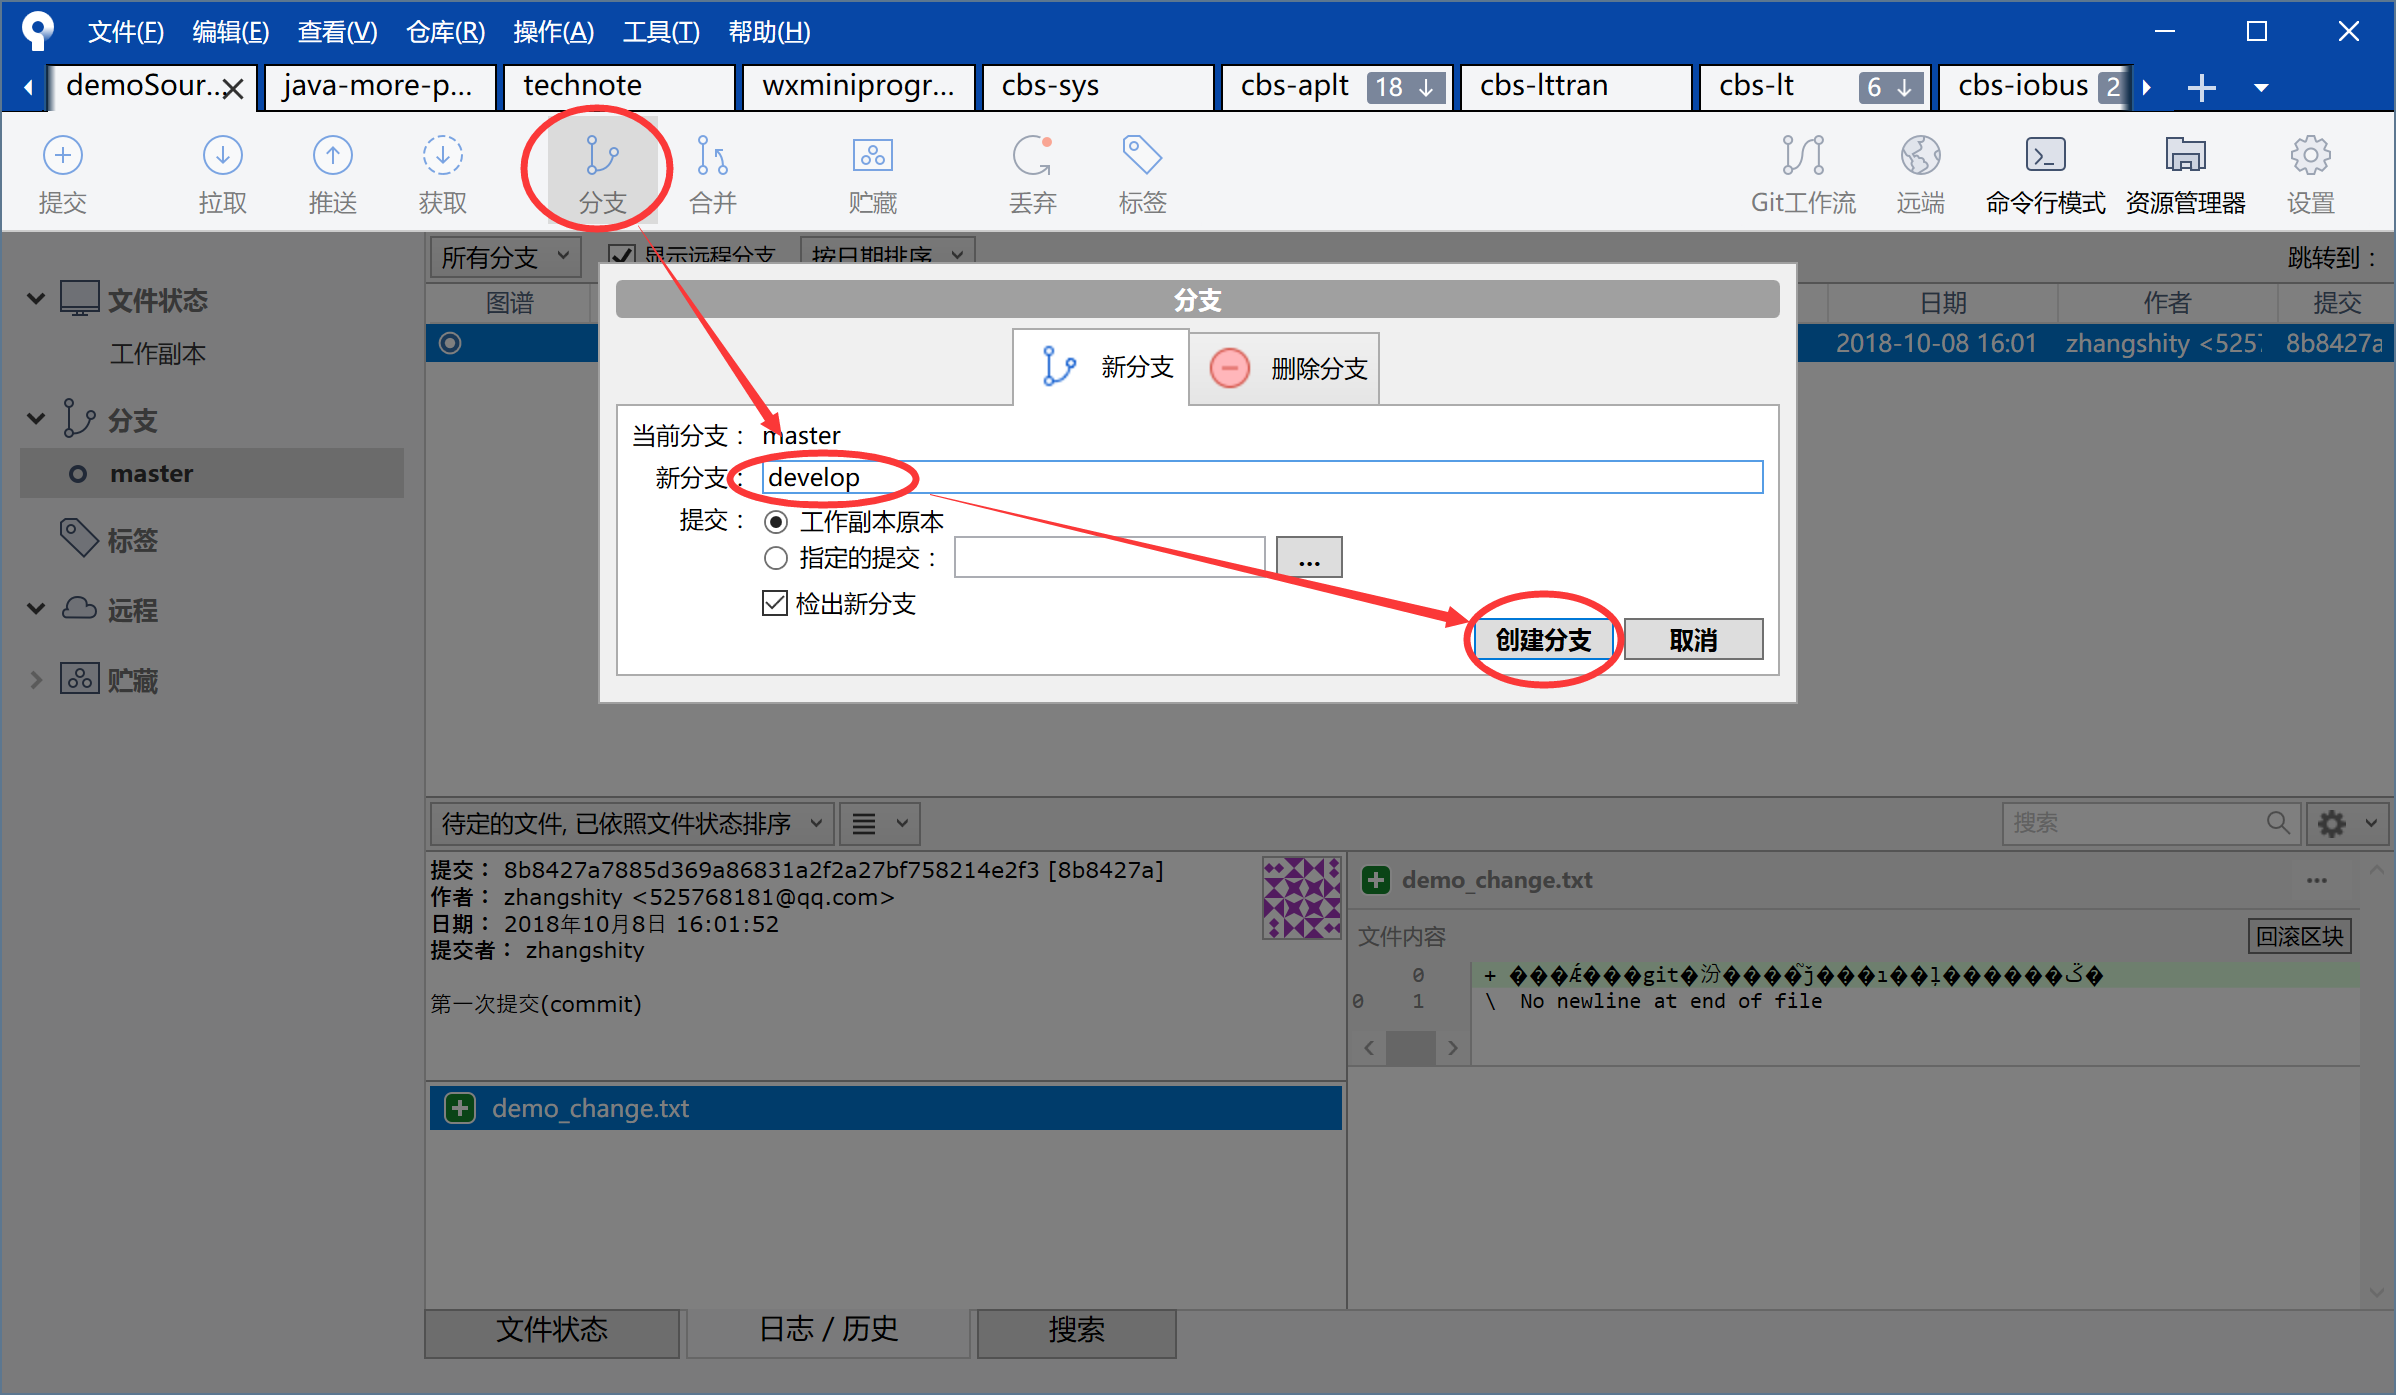 文件(F) 编辑(E) 查看(V) 仓库(R) 操作(A) 工具(T) 帮助(H)
demoSour... java-more-p... technote wxminiprogr... cbs-sys cbs-aplt 18 cbs-lttran cbs-lt 6 cbs-iobus 2
提交 拉取 推送 获取 分支 合并 贮藏 丢弃 标签 Git工作流 远端 命令行模式 资源管理器 设置
所有分支 显示远程分支 按日期排序 跳转到：
图谱 日期 作者 提交
2018-10-08 16:01 zhangshity <525 8b8427a
文件状态
工作副本
分支
master
标签
远程
贮藏
分支
新分支 删除分支
当前分支： master
新分支： develop
提交： 工作副本原本
指定的提交： ...
检出新分支
创建分支 取消
待定的文件, 已依照文件状态排序 搜索
提交： 8b8427a7885d369a86831a2f2a27bf758214e2f3 [8b8427a]
作者： zhangshity <525768181@qq.com>
日期： 2018年10月8日 16:01:52
提交者： zhangshity
第一次提交(commit)
demo_change.txt
demo_change.txt ...
文件内容 回滚区块
0 + ���Ǽ���git�
0 1 \ No newline at end of file
文件状态 日志 / 历史 搜索